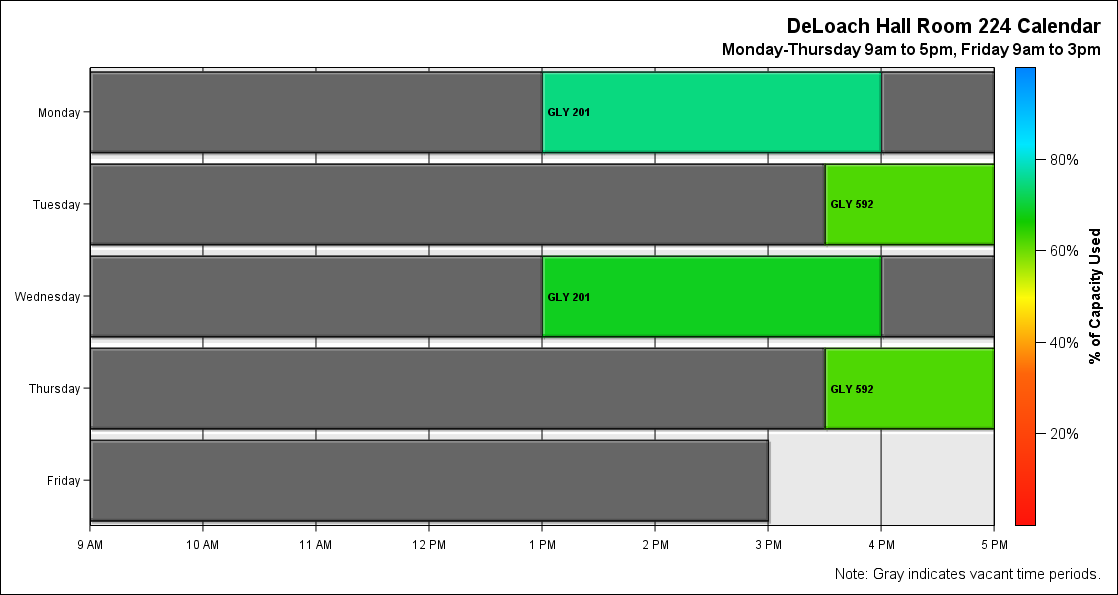 DeLoach Hall Room 224 Calendar
Monday-Thursday 9am to 5pm, Friday 9am to 3pm
Monday
GLY 201
Tuesday
GLY 592
Wednesday
GLY 201
Thursday
GLY 592
Friday
9 AM
10 AM
11 AM
12 PM
1 PM
2 PM
3 PM
4 PM
5 PM
80%
60%
40%
20%
% of Capacity Used
Note: Gray indicates vacant time periods.